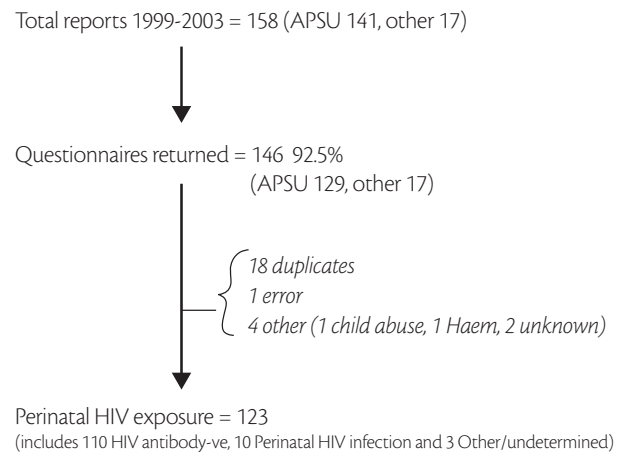 Total reports 1999-2003 = 158 (APSU 141, other 17)
Questionnaires returned = 146 92.5%
(APSU 129, other 17)
18 duplicates
1 error
4 other (1 child abuse, 1 Haem, 2 unknown)
Perinatal HIV exposure = 123
(includes 110 HIV antibody-ve, 10 Perinatal HIV infection and 3 Other/undetermined)